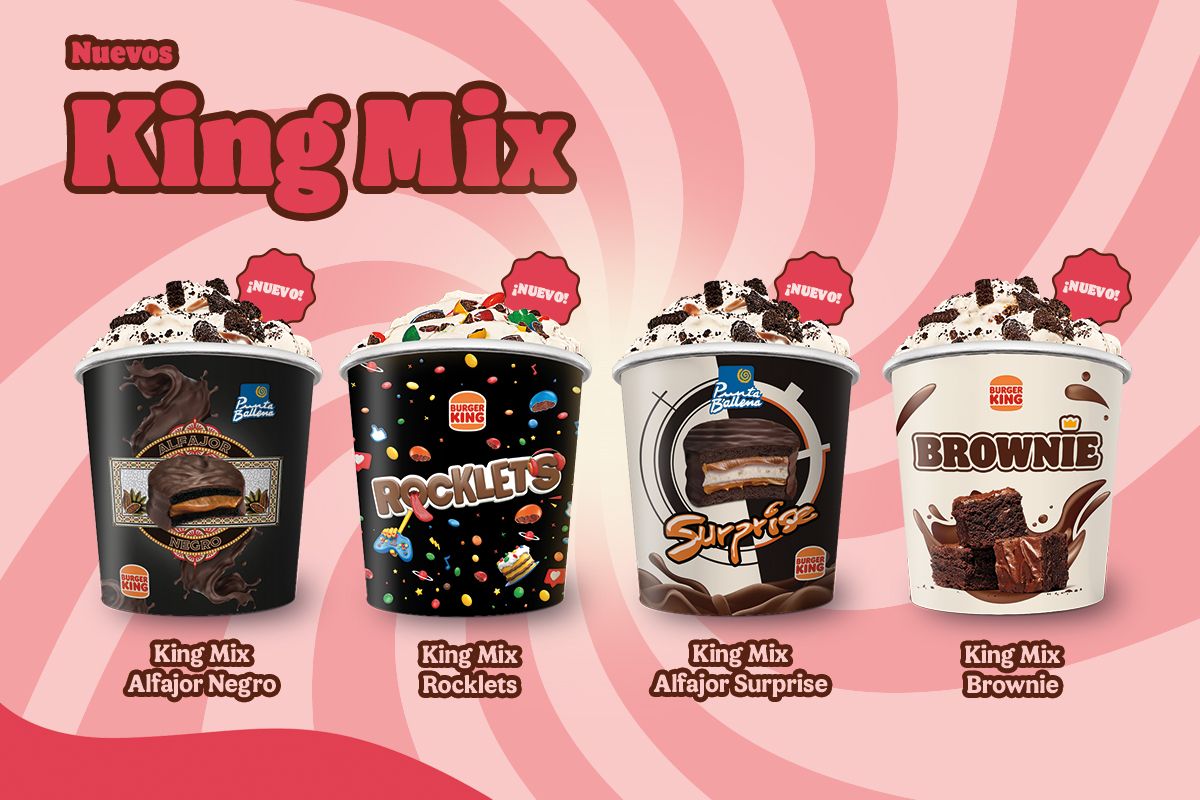 Nuevos
King Mix
¡NUEVO!
¡NUEVO!
¡NUEVO!
¡NUEVO!
Punta
Ballena
ALFAJOR
NEGRO
BURGER
KING
BURGER
KING
ROCKLETS
Punta
Ballena
Surprise
BURGER
KING
BURGER
KING
BROWNIE
King Mix
Alfajor Negro
King Mix
Rocklets
King Mix
Alfajor Surprise
King Mix
Brownie